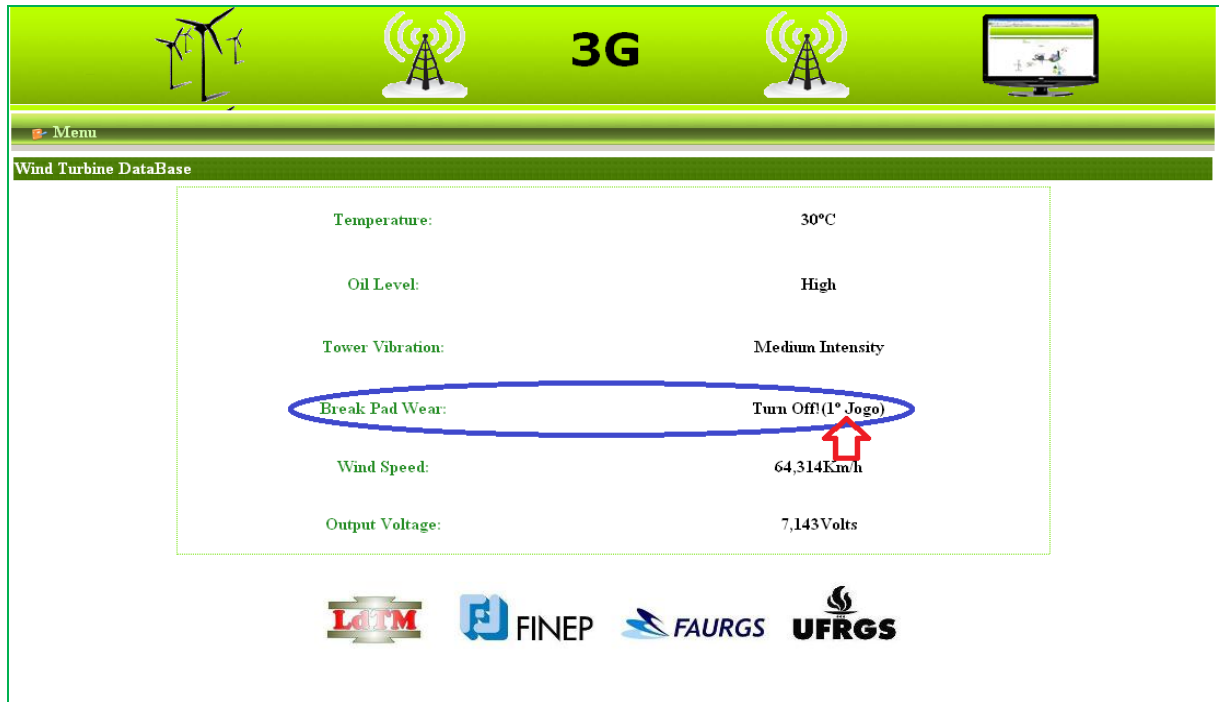 3G
Menu
Wind Turbine DataBase
Temperature: 30ºC
Oil Level: High
Tower Vibration: Medium Intensity
Break Pad Wear: Turn Off!(1º Jogo)
Wind Speed: 64,314Km/h
Output Voltage: 7,143Volts
LdTM FINEP FAURGS UFRGS